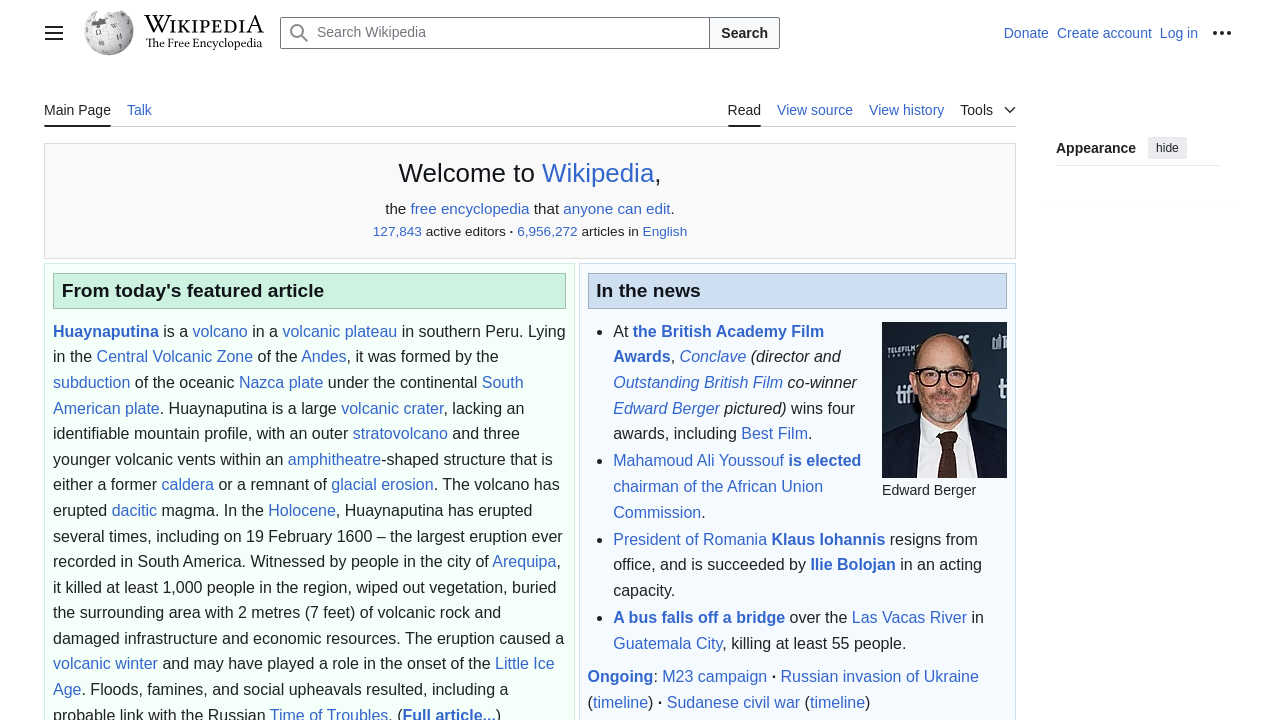 WIKIPEDIA
The Free Encyclopedia
Search Wikipedia
Search
Donate Create account Log in
Main Page Talk
Read View source View history Tools
Appearance hide
Welcome to Wikipedia,
the free encyclopedia that anyone can edit.
127,843 active editors · 6,956,272 articles in English
From today's featured article
Huaynaputina is a volcano in a volcanic plateau in southern Peru. Lying
in the Central Volcanic Zone of the Andes, it was formed by the
subduction of the oceanic Nazca plate under the continental South
American plate. Huaynaputina is a large volcanic crater, lacking an
identifiable mountain profile, with an outer stratovolcano and three
younger volcanic vents within an amphitheatre-shaped structure that is
either a former caldera or a remnant of glacial erosion. The volcano has
erupted dacitic magma. In the Holocene, Huaynaputina has erupted
several times, including on 19 February 1600 – the largest eruption ever
recorded in South America. Witnessed by people in the city of Arequipa,
it killed at least 1,000 people in the region, wiped out vegetation, buried
the surrounding area with 2 metres (7 feet) of volcanic rock and
damaged infrastructure and economic resources. The eruption caused a
volcanic winter and may have played a role in the onset of the Little Ice
Age. Floods, famines, and social upheavals resulted, including a
probable link with the Russian Time of Troubles. (Full article...)
In the news
At the British Academy Film
Awards, Conclave (director and
Outstanding British Film co-winner
Edward Berger pictured) wins four
awards, including Best Film.
Mahamoud Ali Youssouf is elected
chairman of the African Union
Commission.
Edward Berger
President of Romania Klaus Iohannis resigns from
office, and is succeeded by Ilie Bolojan in an acting
capacity.
A bus falls off a bridge over the Las Vacas River in
Guatemala City, killing at least 55 people.
Ongoing: M23 campaign · Russian invasion of Ukraine
(timeline) · Sudanese civil war (timeline)